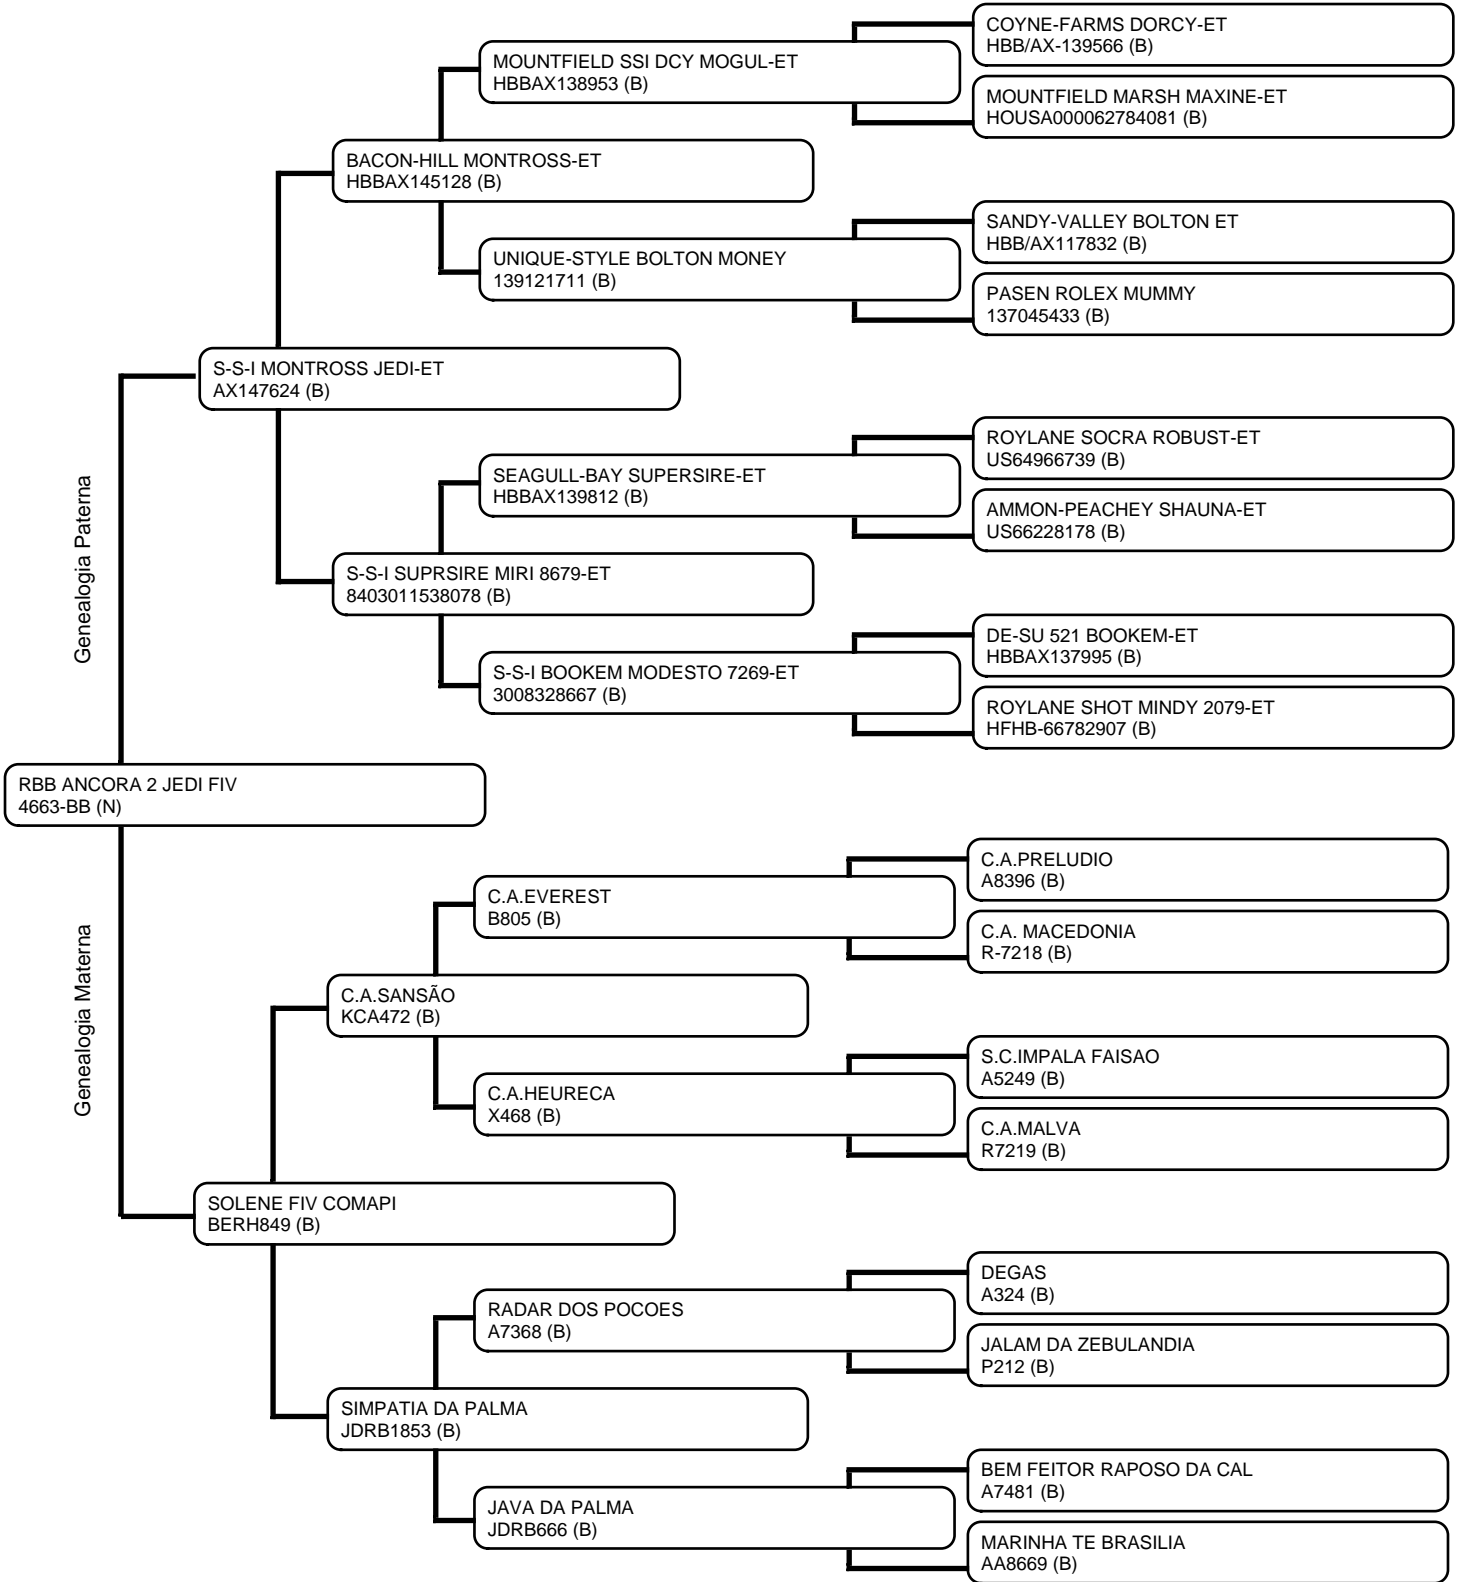 COYNE-FARMS DORCY-ET
HBB/AX-139566 (B)
MOUNTFIELD SSI DCY MOGUL-ET
HBBAX138953 (B)
MOUNTFIELD MARSH MAXINE-ET
HOUSA000062784081 (B)
BACON-HILL MONTROSS-ET
HBBAX145128 (B)
SANDY-VALLEY BOLTON ET
HBB/AX117832 (B)
UNIQUE-STYLE BOLTON MONEY
139121711 (B)
PASEN ROLEX MUMMY
137045433 (B)
S-S-I MONTROSS JEDI-ET
AX147624 (B)
ROYLANE SOCRA ROBUST-ET
US64966739 (B)
SEAGULL-BAY SUPERSIRE-ET
HBBAX139812 (B)
AMMON-PEACHEY SHAUNA-ET
US66228178 (B)
Genealogia Paterna
S-S-I SUPRSIRE MIRI 8679-ET
8403011538078 (B)
DE-SU 521 BOOKEM-ET
HBBAX137995 (B)
S-S-I BOOKEM MODESTO 7269-ET
3008328667 (B)
ROYLANE SHOT MINDY 2079-ET
HFHB-66782907 (B)
RBB ANCORA 2 JEDI FIV
4663-BB (N)
C.A.PRELUDIO
A8396 (B)
C.A.EVEREST
B805 (B)
C.A. MACEDONIA
R-7218 (B)
Genealogia Materna
C.A.SANSÃO
KCA472 (B)
S.C.IMPALA FAISAO
A5249 (B)
C.A.HEURECA
X468 (B)
C.A.MALVA
R7219 (B)
SOLENE FIV COMAPI
BERH849 (B)
DEGAS
A324 (B)
RADAR DOS POCOES
A7368 (B)
JALAM DA ZEBULANDIA
P212 (B)
SIMPATIA DA PALMA
JDRB1853 (B)
BEM FEITOR RAPOSO DA CAL
A7481 (B)
JAVA DA PALMA
JDRB666 (B)
MARINHA TE BRASILIA
AA8669 (B)